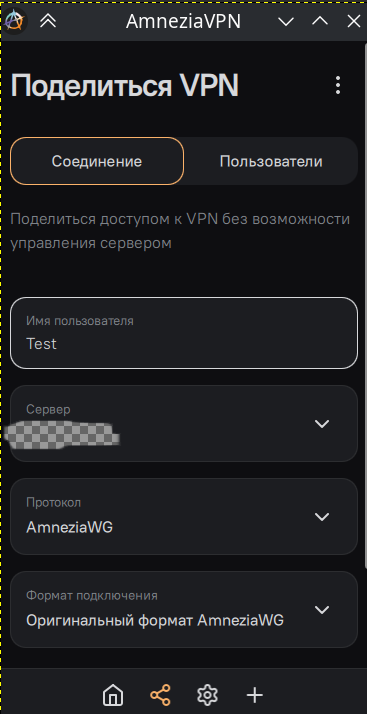 AmneziaVPN
Поделиться VPN
Соединение
Пользователи
Поделиться доступом к VPN без возможности
управления сервером
Имя пользователя
Test
Сервер
Протокол
AmneziaWG
Формат подключения
Оригинальный формат AmneziaWG